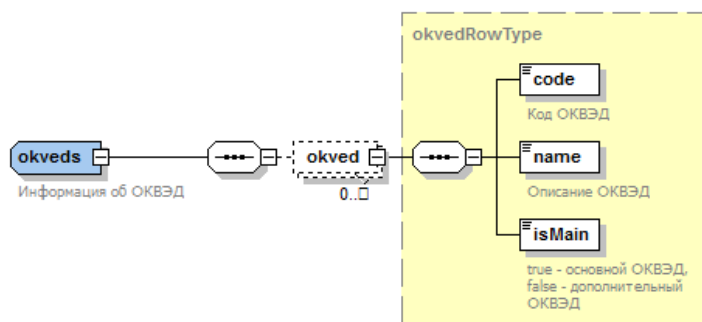 okvedRowType
code
Код ОКВЭД
okveds
Информация об ОКВЭД
okved
0..□
name
Описание ОКВЭД
isMain
true - основной ОКВЭД,
false - дополнительный
ОКВЭД